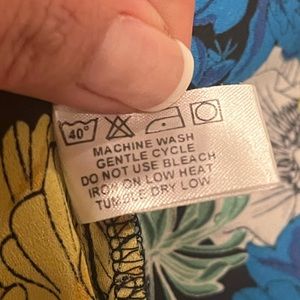 40°
MACHINE WASH
GENTLE CYCLE
DO NOT USE BLEACH
IRON ON LOW HEAT
TUMBLE DRY LOW